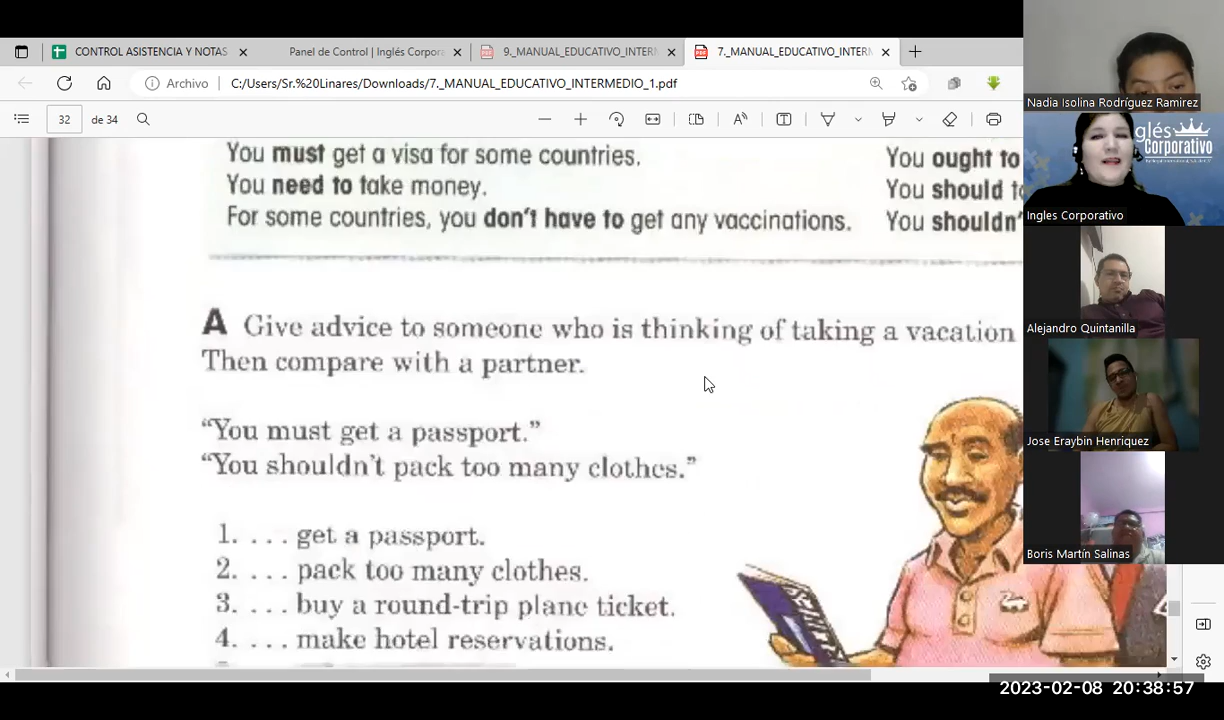 CONTROL ASISTENCIA Y NOTAS
Panel de Control | Inglés Corpora
9._MANUAL_EDUCATIVO_INTERM
7._MANUAL_EDUCATIVO_INTERM
Archivo
C:/Users/Sr.%20Linares/Downloads/7._MANUAL_EDUCATIVO_INTERMEDIO_1.pdf
32 de 34
You must get a visa for some countries.
You need to take money.
For some countries, you don't have to get any vaccinations.
You ought to
You should
You shouldn'
A Give advice to someone who is thinking of taking a vacation
Then compare with a partner.
"You must get a passport."
"You shouldn't pack too many clothes."
1. . . . get a passport.
2. . . . pack too many clothes.
3. . . . buy a round-trip plane ticket.
4. . . . make hotel reservations.
Nadia Isolina Rodríguez Ramirez
glés
Corporativo
Ingles Corporativo
Alejandro Quintanilla
Jose Eraybin Henriquez
Boris Martín Salinas
2023-02-08 20:38:57